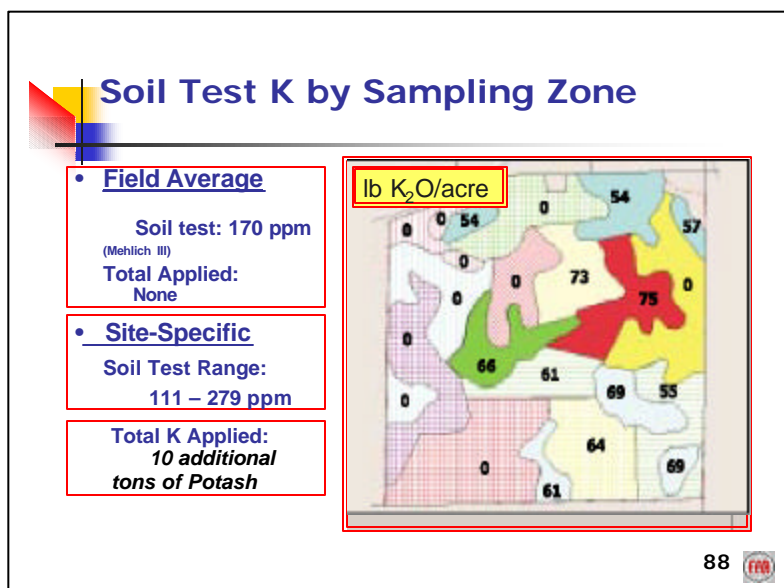 Soil Test K by Sampling Zone
• Field Average
Soil test: 170 ppm
(Mehlich III)
Total Applied:
None
• Site-Specific
Soil Test Range:
111 – 279 ppm
Total K Applied:
10 additional
tons of Potash
lb K₂O/acre
54
0
0 0 54
57
0
0 73 0
0
75
0
66
61
69 55
0
64
0
69
61
88